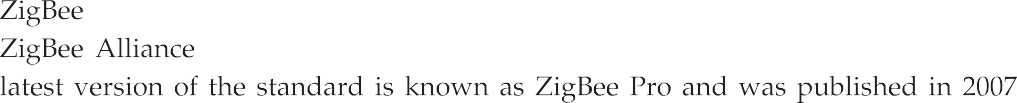 ZigBee
ZigBee Alliance
latest version of the standard is known as ZigBee Pro and was published in 2007